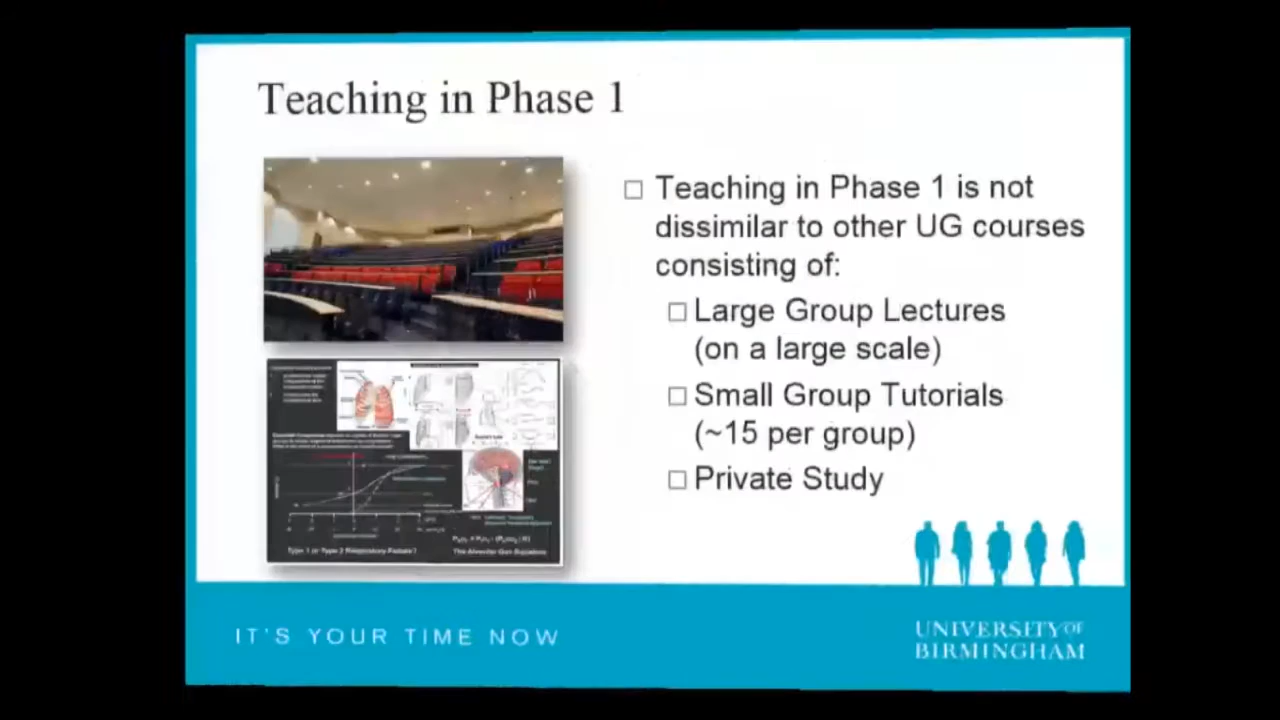 Teaching in Phase 1
Teaching in Phase 1 is not
dissimilar to other UG courses
consisting of:
Large Group Lectures
(on a large scale)
Small Group Tutorials
(~15 per group)
Private Study
Type 1 or Type 2 Respiratory Failure?
The Alveolar Gas Equation
IT'S YOUR TIME NOW
UNIVERSITY OF
BIRMINGHAM